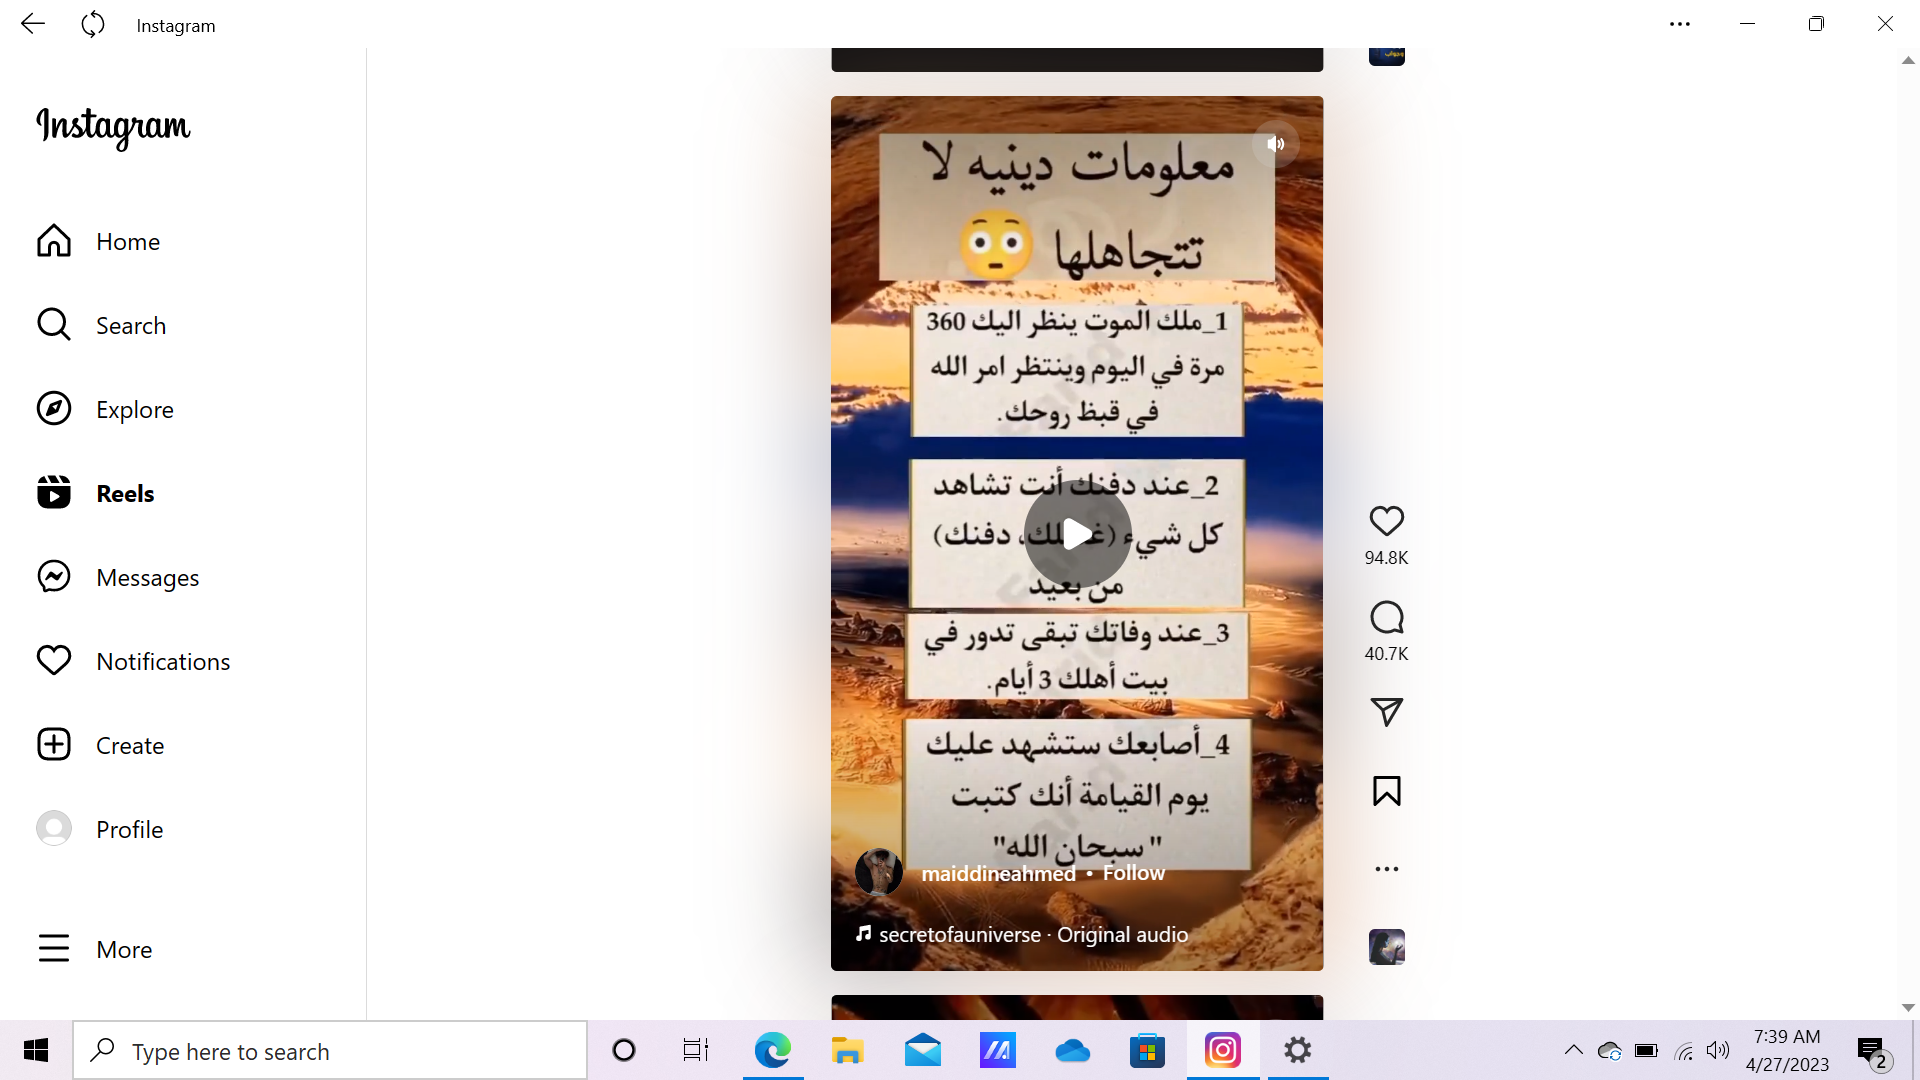 Instagram
Instagram
Home
Search
Explore
Reels
Messages
Notifications
Create
Profile
More
معلومات دينيه لا
تتجاهلها 😳
1_ملك الموت ينظر اليك 360
مرة في اليوم وينتظر امر الله
في قبظ روحك.
2_عند دفنك أنت تشاهد
كل شيء (، دفنك)
من بعيد
3_عند وفاتك تبقى تدور في
بيت أهلك 3 أيام.
4_أصابعك ستشهد عليك
يوم القيامة أنك كتبت
"سبحان الله"
maiddineahmed • Follow
secretofauniverse · Original audio
94.8K
40.7K
Type here to search
7:39 AM
4/27/2023
2